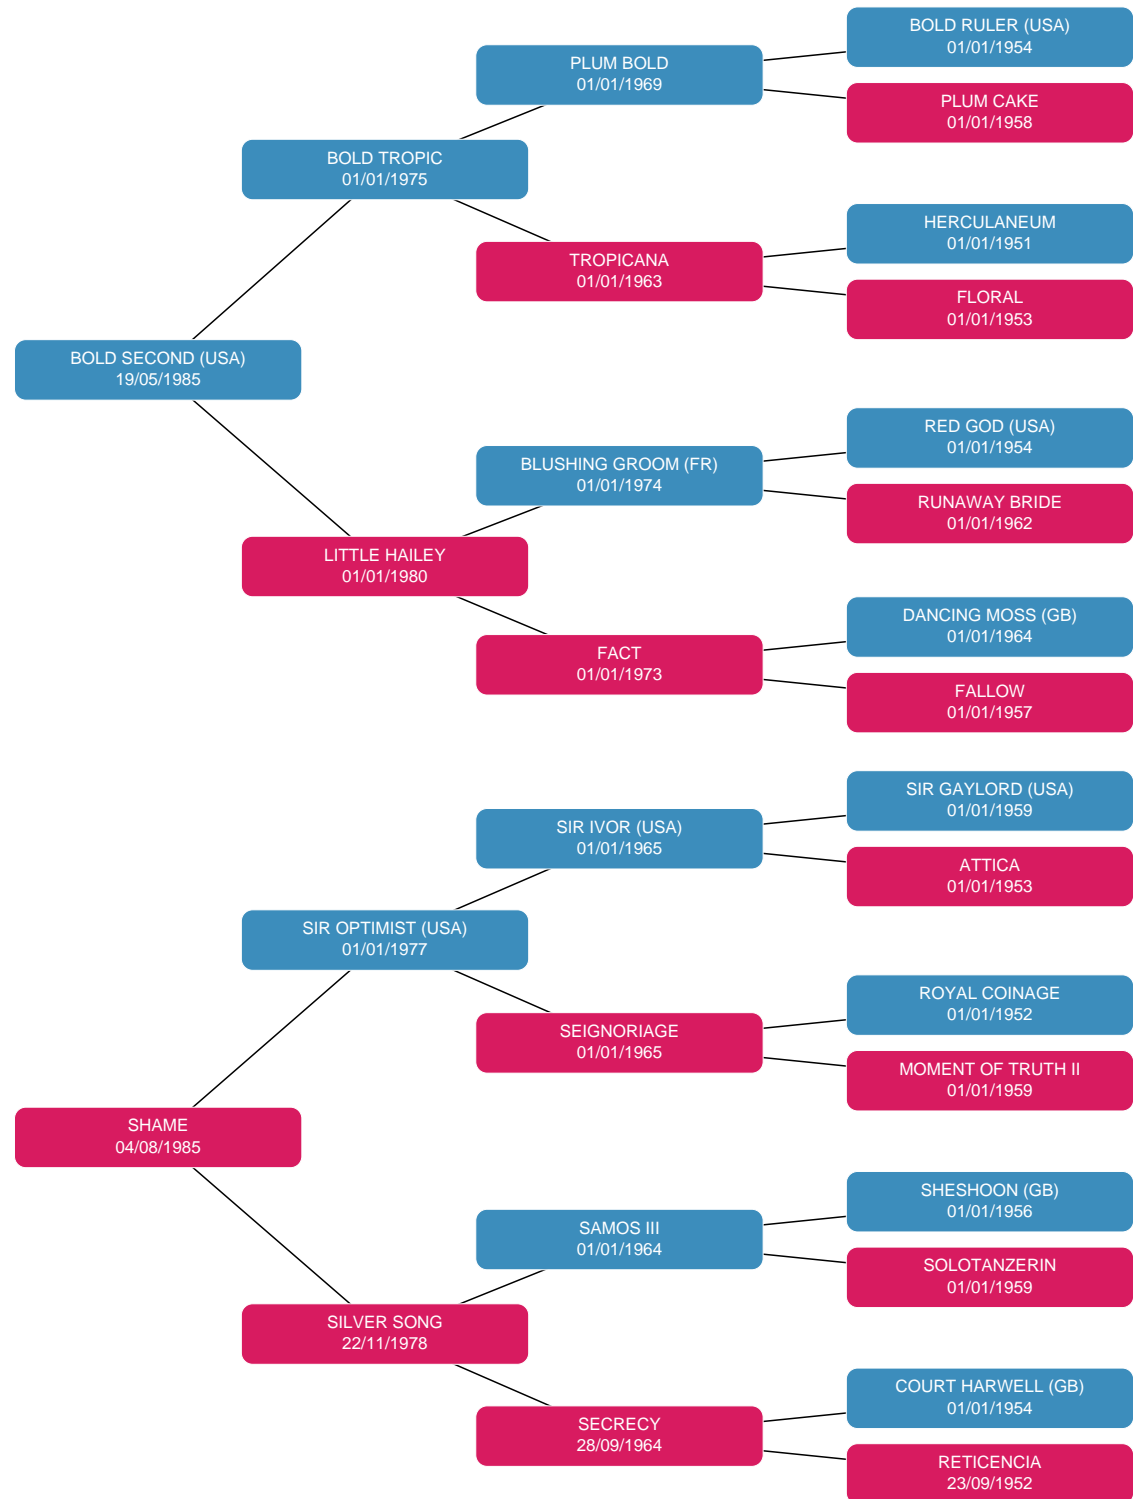 BOLD RULER (USA)
01/01/1954
PLUM BOLD
01/01/1969
PLUM CAKE
01/01/1958
BOLD TROPIC
01/01/1975
HERCULANEUM
01/01/1951
TROPICANA
01/01/1963
FLORAL
01/01/1953
BOLD SECOND (USA)
19/05/1985
RED GOD (USA)
01/01/1954
BLUSHING GROOM (FR)
01/01/1974
RUNAWAY BRIDE
01/01/1962
LITTLE HAILEY
01/01/1980
DANCING MOSS (GB)
01/01/1964
FACT
01/01/1973
FALLOW
01/01/1957
SIR GAYLORD (USA)
01/01/1959
SIR IVOR (USA)
01/01/1965
ATTICA
01/01/1953
SIR OPTIMIST (USA)
01/01/1977
ROYAL COINAGE
01/01/1952
SEIGNORIAGE
01/01/1965
MOMENT OF TRUTH II
01/01/1959
SHAME
04/08/1985
SHESHOON (GB)
01/01/1956
SAMOS III
01/01/1964
SOLOTANZERIN
01/01/1959
SILVER SONG
22/11/1978
COURT HARWELL (GB)
01/01/1954
SECRECY
28/09/1964
RETICENCIA
23/09/1952